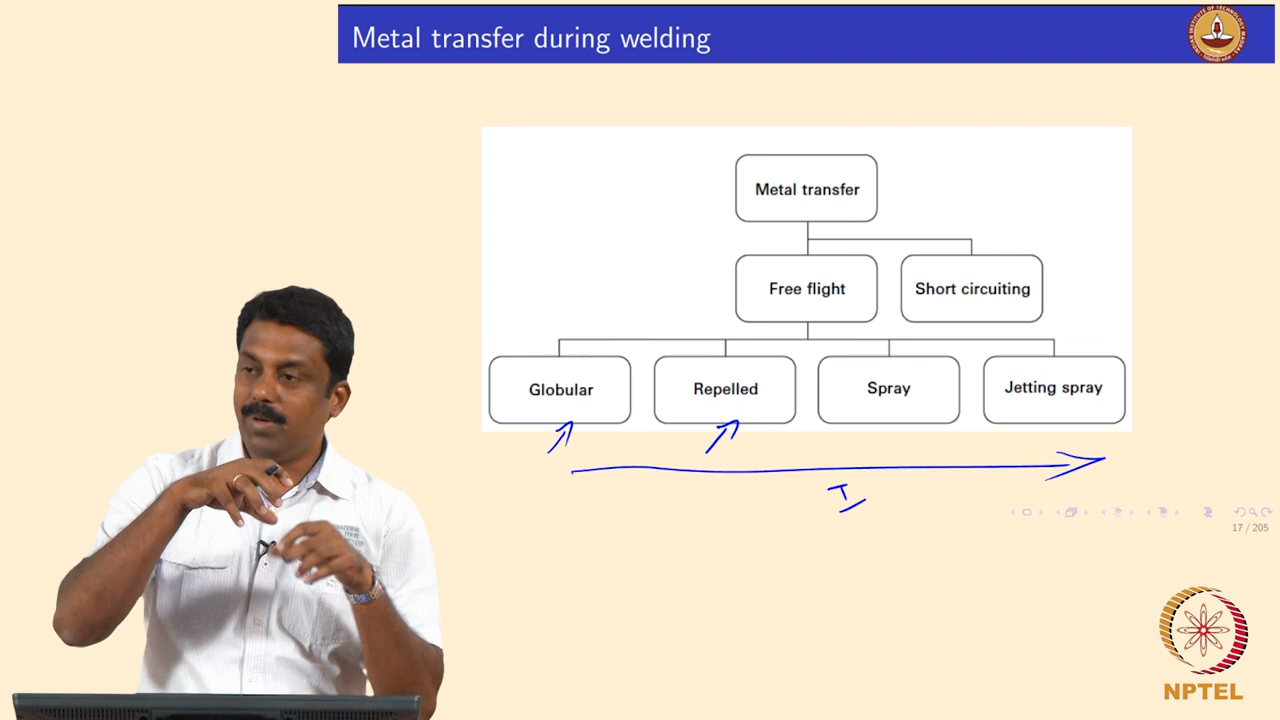 Metal transfer during welding
Metal transfer
Free flight
Short circuiting
Globular
Repelled
Spray
Jetting spray
I
17 / 205
NPTEL